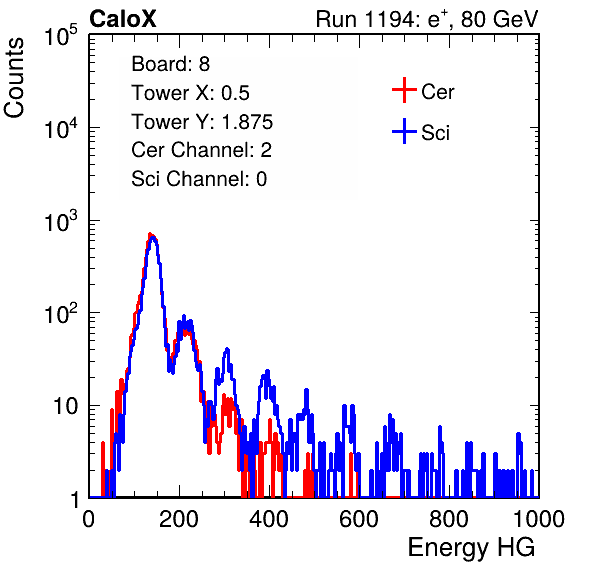 CaloX Run 1194: e⁺, 80 GeV
Counts
Board: 8
Tower X: 0.5
Tower Y: 1.875
Cer Channel: 2
Sci Channel: 0
Cer
Sci
10⁵
10⁴
10³
10²
10
1
0 200 400 600 800 1000
Energy HG